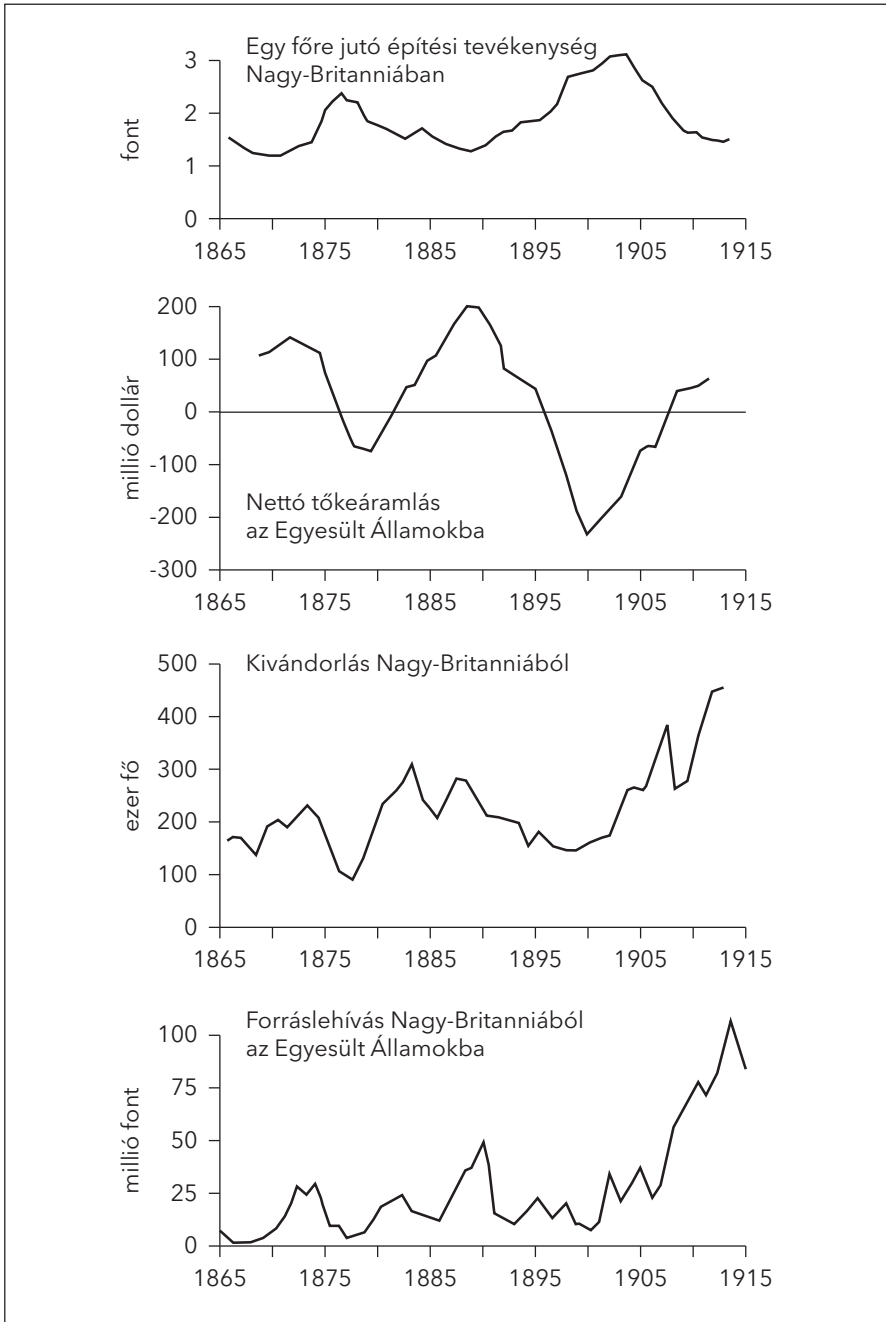 Egy főre jutó építési tevékenység
Nagy-Britanniában
font
3
2
1
0
1865 1875 1885 1895 1905 1915
millió dollár
200
100
0
-100
-200
-300
Nettó tőkeáramlás
az Egyesült Államokba
1865 1875 1885 1895 1905 1915
Kivándorlás Nagy-Britanniából
ezer fő
500
400
300
200
100
0
1865 1875 1885 1895 1905 1915
Forráslehívás Nagy-Britanniából
az Egyesült Államokba
millió font
100
75
50
25
0
1865 1875 1885 1895 1905 1915